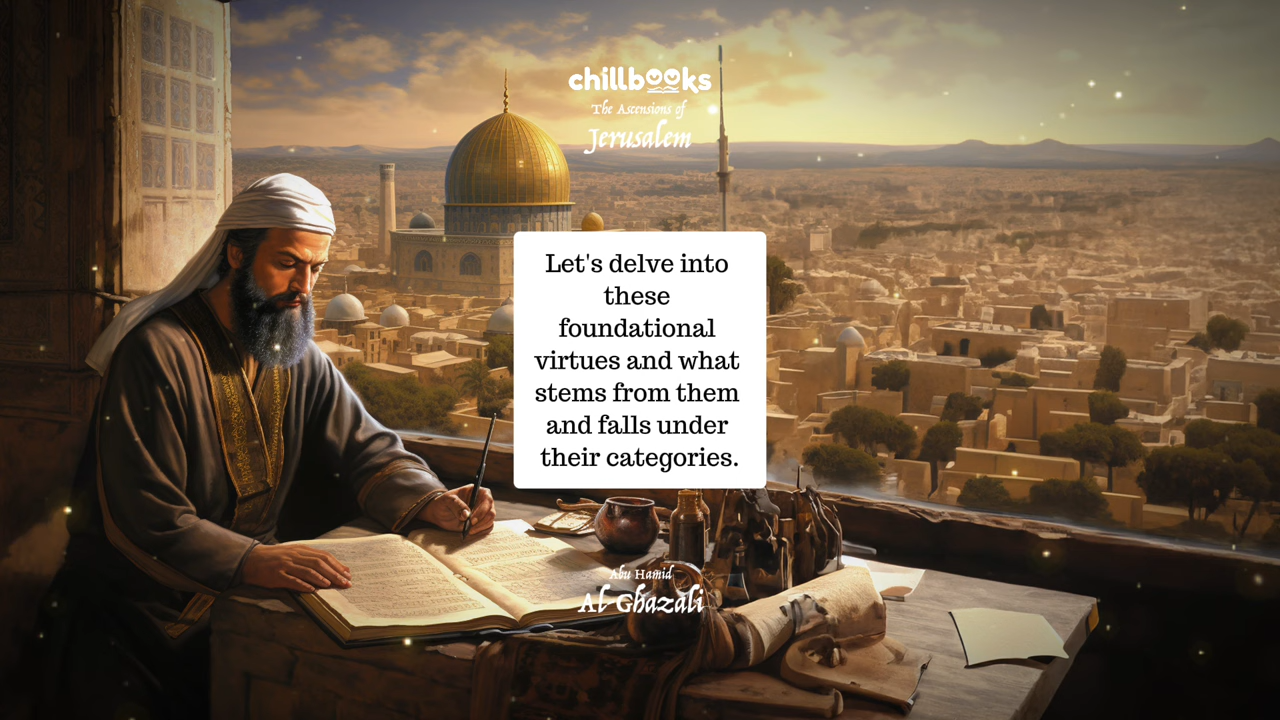 chillbooks
The Ascensions of
Jerusalem
Let's delve into
these
foundational
virtues and what
stems from them
and falls under
their categories.
Abu Hamid
Al-Ghazali